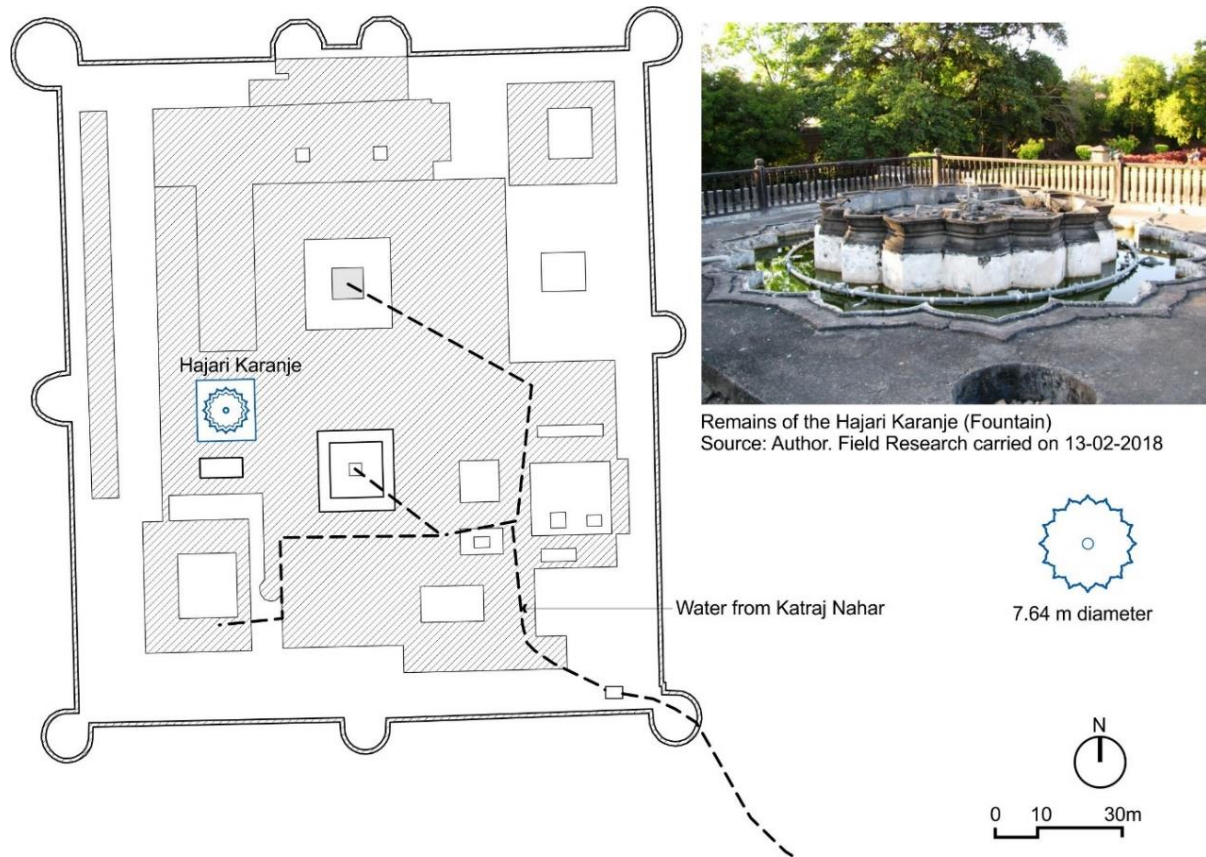 Hajari Karanje
Water from Katraj Nahar
Remains of the Hajari Karanje (Fountain)
Source: Author. Field Research carried on 13-02-2018
7.64 m diameter
N
0 10 30m